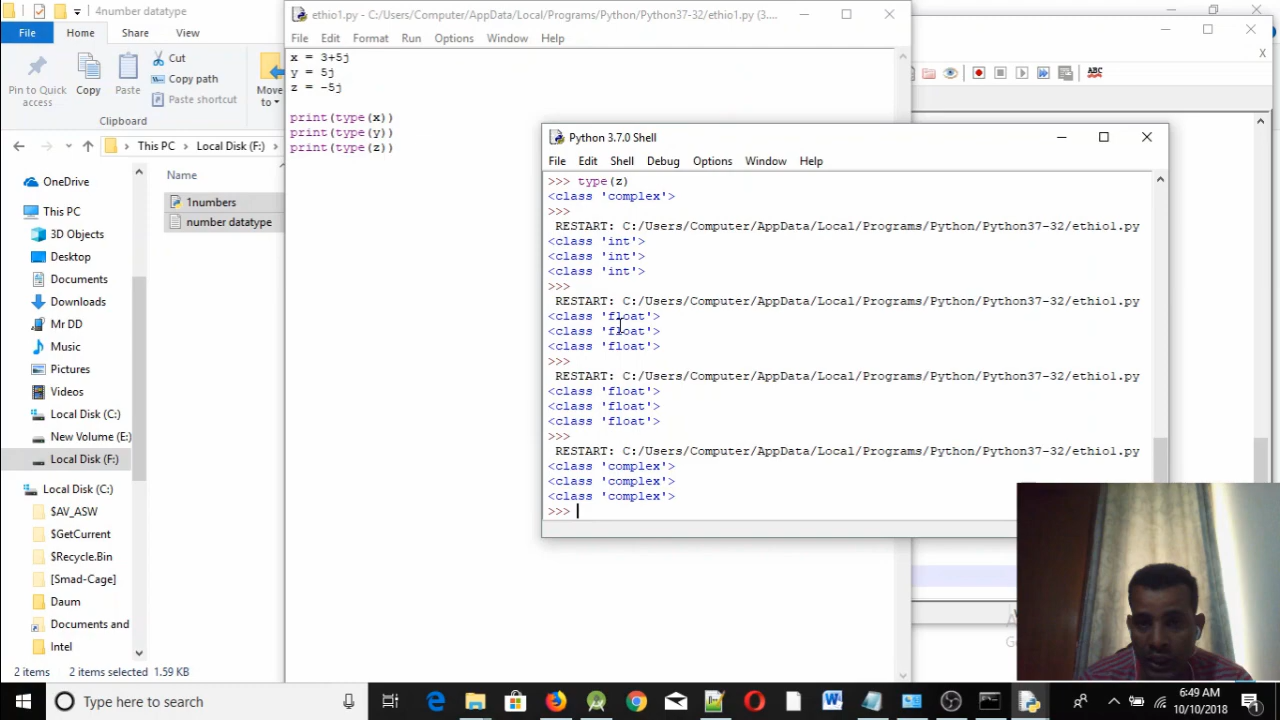 4number datatype
File
Home
Share
View
Pin to Quick access
Copy
Paste
Cut
Copy path
Paste shortcut
Move to
Clipboard
This PC
Local Disk (F:)
Name
1numbers
number datatype
OneDrive
This PC
3D Objects
Desktop
Documents
Downloads
Mr DD
Music
Pictures
Videos
Local Disk (C:)
New Volume (E:)
Local Disk (F:)
Local Disk (C:)
$AV_ASW
$GetCurrent
$Recycle.Bin
[Smad-Cage]
Daum
Documents and
Intel
2 items
2 items selected 1.59 KB
ethio1.py - C:/Users/Computer/AppData/Local/Programs/Python/Python37-32/ethio1.py (3....
File Edit Format Run Options Window Help
x = 3+5j
y = 5j
z = -5j
print(type(x))
print(type(y))
print(type(z))
ABC
X
Python 3.7.0 Shell
File Edit Shell Debug Options Window Help
>>> type(z)
<class 'complex'>
>>>
RESTART: C:/Users/Computer/AppData/Local/Programs/Python/Python37-32/ethio1.py
<class 'int'>
<class 'int'>
<class 'int'>
>>>
RESTART: C:/Users/Computer/AppData/Local/Programs/Python/Python37-32/ethio1.py
<class 'float'>
<class 'float'>
<class 'float'>
>>>
RESTART: C:/Users/Computer/AppData/Local/Programs/Python/Python37-32/ethio1.py
<class 'float'>
<class 'float'>
<class 'float'>
>>>
RESTART: C:/Users/Computer/AppData/Local/Programs/Python/Python37-32/ethio1.py
<class 'complex'>
<class 'complex'>
<class 'complex'>
>>>
Type here to search
6:49 AM
10/10/2018